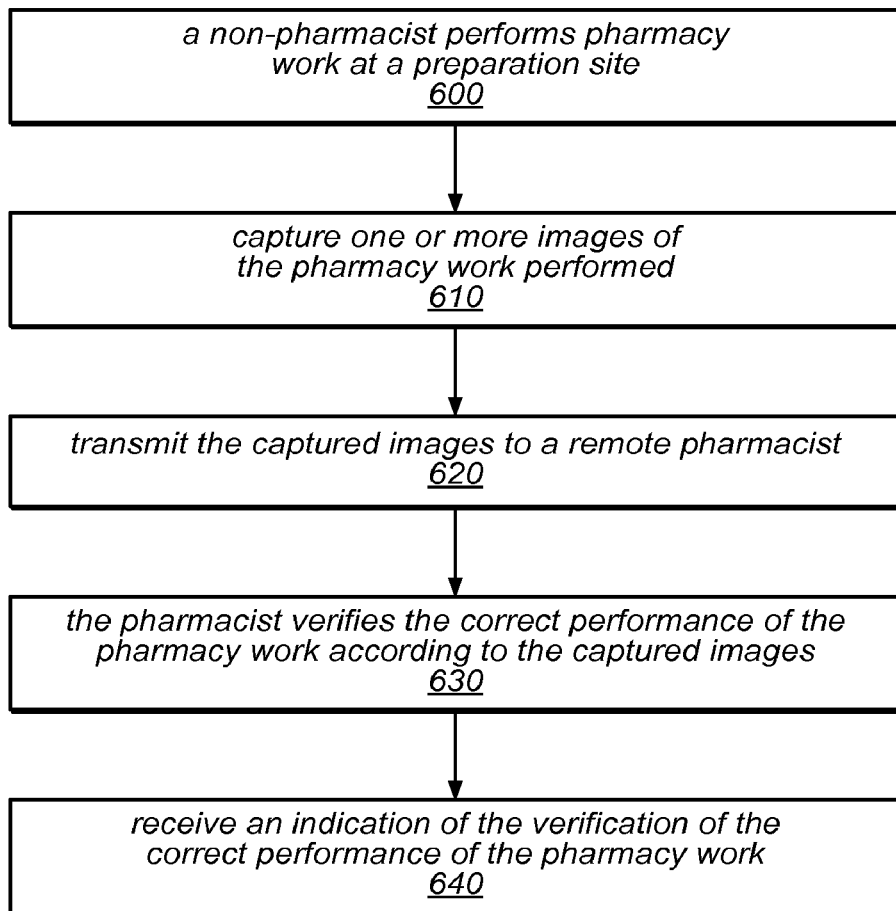 a non-pharmacist performs pharmacy
work at a preparation site
600
capture one or more images of
the pharmacy work performed
610
transmit the captured images to a remote pharmacist
620
the pharmacist verifies the correct performance of the
pharmacy work according to the captured images
630
receive an indication of the verification of the
correct performance of the pharmacy work
640